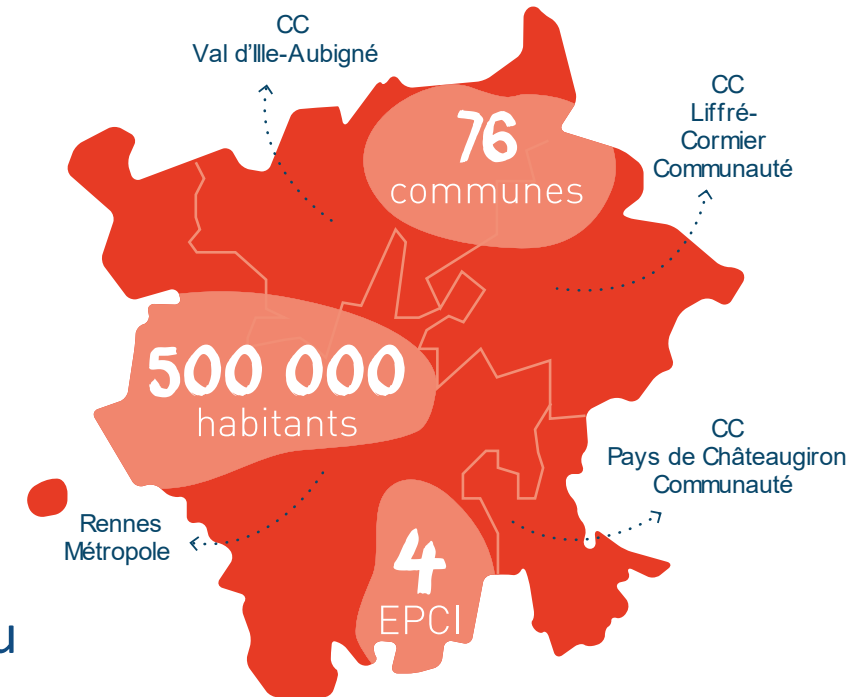 CC
Val d'Ille-Aubigné
CC
Liffré-
Cormier
Communauté
76
communes
500 000
habitants
CC
Pays de Châteaugiron
Communauté
Rennes
Métropole
4
EPCI
u